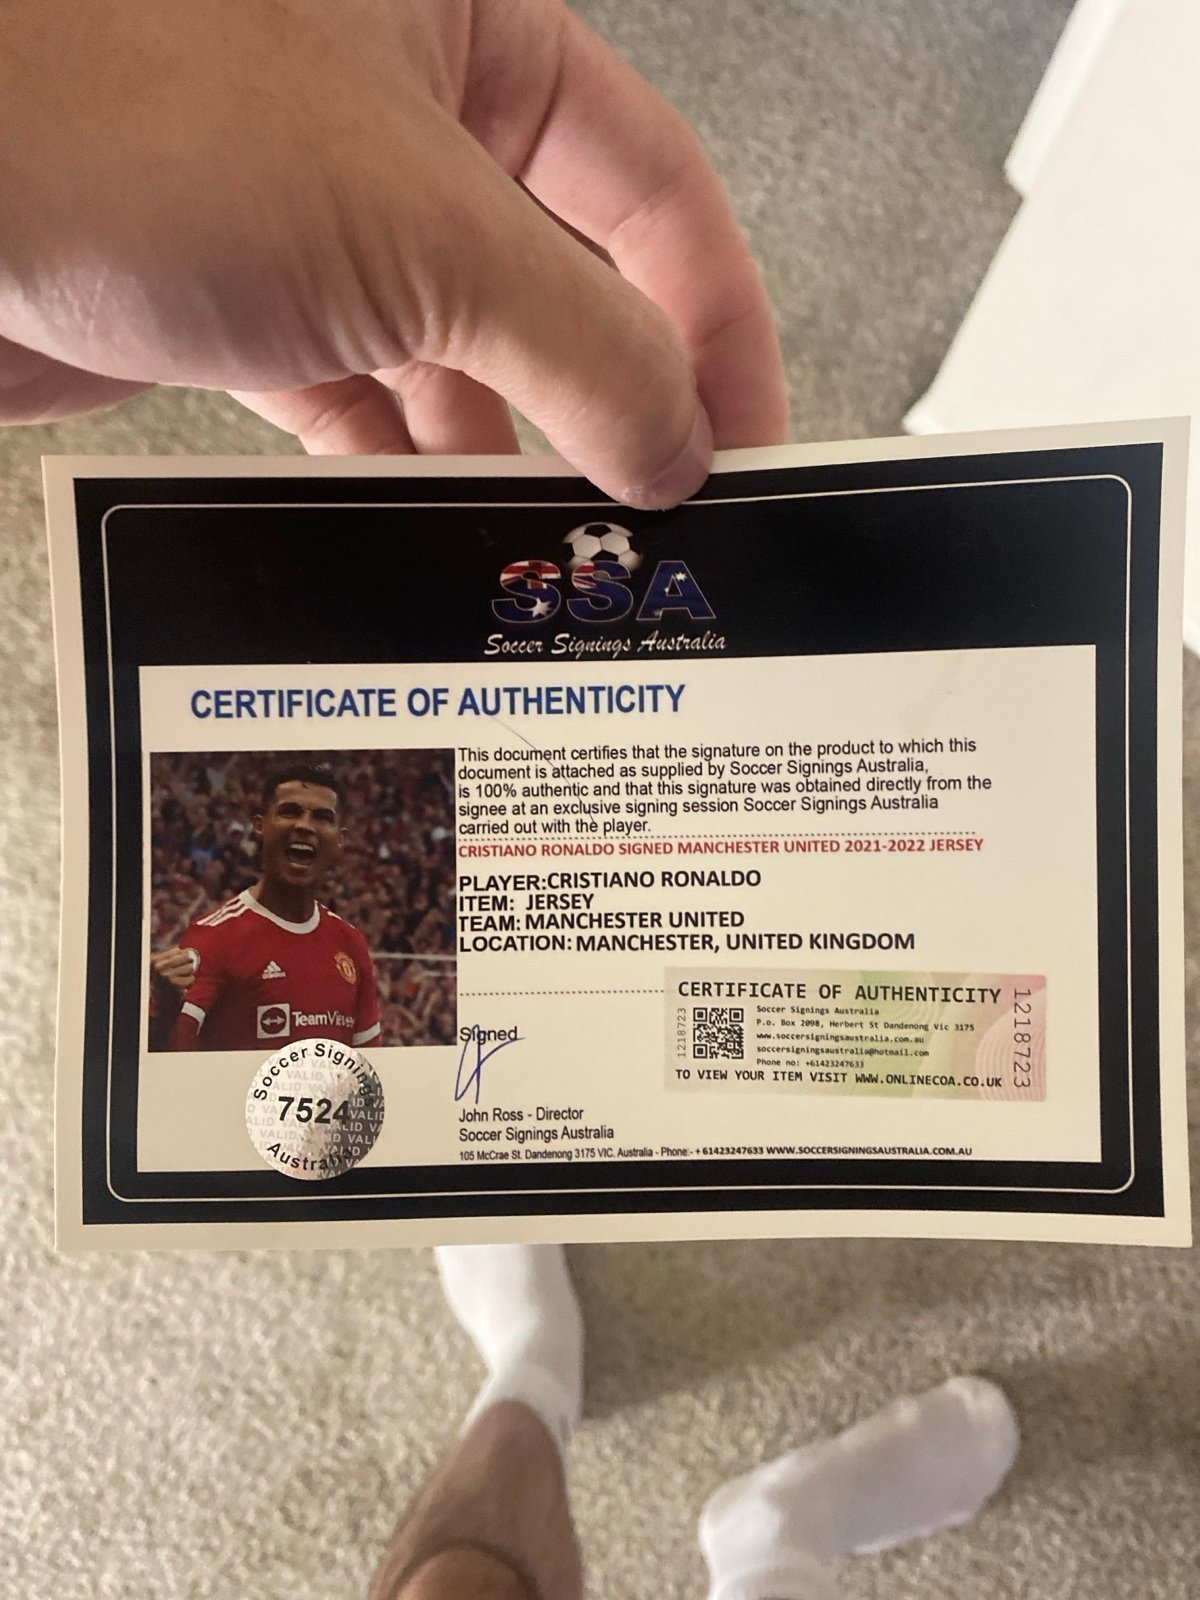 SSA
Soccer Signings Australia
CERTIFICATE OF AUTHENTICITY
This document certifies that the signature on the product to which this
document is attached as supplied by Soccer Signings Australia,
is 100% authentic and that this signature was obtained directly from the
signee at an exclusive signing session Soccer Signings Australia
carried out with the player.
CRISTIANO RONALDO SIGNED MANCHESTER UNITED 2021-2022 JERSEY
PLAYER:CRISTIANO RONALDO
ITEM: JERSEY
TEAM: MANCHESTER UNITED
LOCATION: MANCHESTER, UNITED KINGDOM
adidas
TeamViewer
CERTIFICATE OF AUTHENTICITY
1218723
Soccer Signings Australia
P.o. Box 2098, Herbert St Dandenong Vic 3175
www.soccersigningsaustralia.com.au
soccersigningsaustralia@hotmail.com
Phone no: +61423247633
TO VIEW YOUR ITEM VISIT WWW.ONLINECOA.CO.UK
1218723
Signed
John Ross - Director
Soccer Signings Australia
105 McCrae St. Dandenong 3175 VIC. Australia - Phone:- +61423247633 WWW.SOCCERSIGNINGSAUSTRALIA.COM.AU
Soccer Signings
7524
Australia
VALID